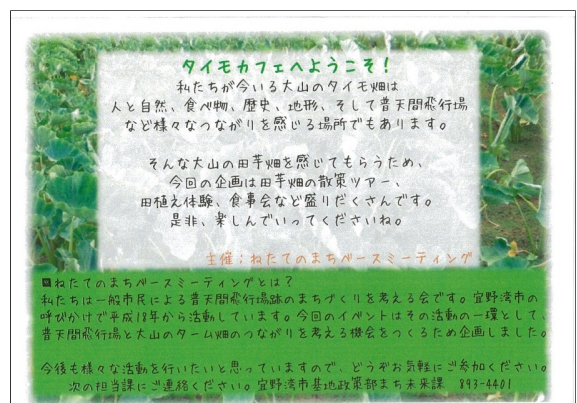 タイモカフェへようこそ！
私たちが今いる大山のタイモ畑は
人と自然、食べ物、歴史、地形、そして普天間飛行場
など様々なつながりを感じる場所でもあります。
そんな大山の田芋畑を感じてもらうため、
今回の企画は田芋畑の散策ツアー、
田植え体験、食事会など盛りだくさんです。
是非、楽しんでいってくださいね。
主催：ねたてのまちベースミーティング
■ねたてのまちベースミーティングとは？
私たちは一般市民による普天間飛行場跡のまちづくりを考える会です。宜野湾市の
呼びかけで平成18年から活動しています。今回のイベントはその活動の一環として、
普天間飛行場と大山のターム畑のつながりを考える機会をつくるため企画しました。
今後も様々な活動を行いたいと思っていますので、どうぞお気軽にご参加ください。
次の担当課にご連絡ください。宜野湾市基地政策部まち未来課　893-4401